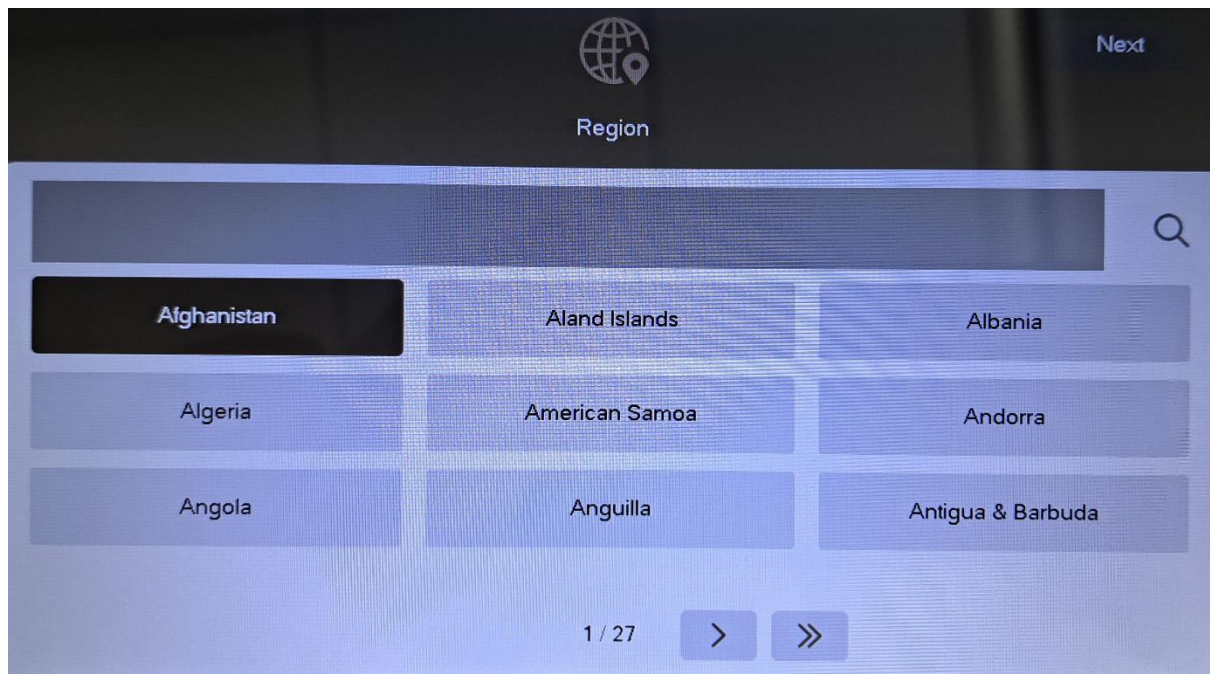 Next
Region
Afghanistan
Aland Islands
Albania
Algeria
American Samoa
Andorra
Angola
Anguilla
Antigua & Barbuda
1 / 27